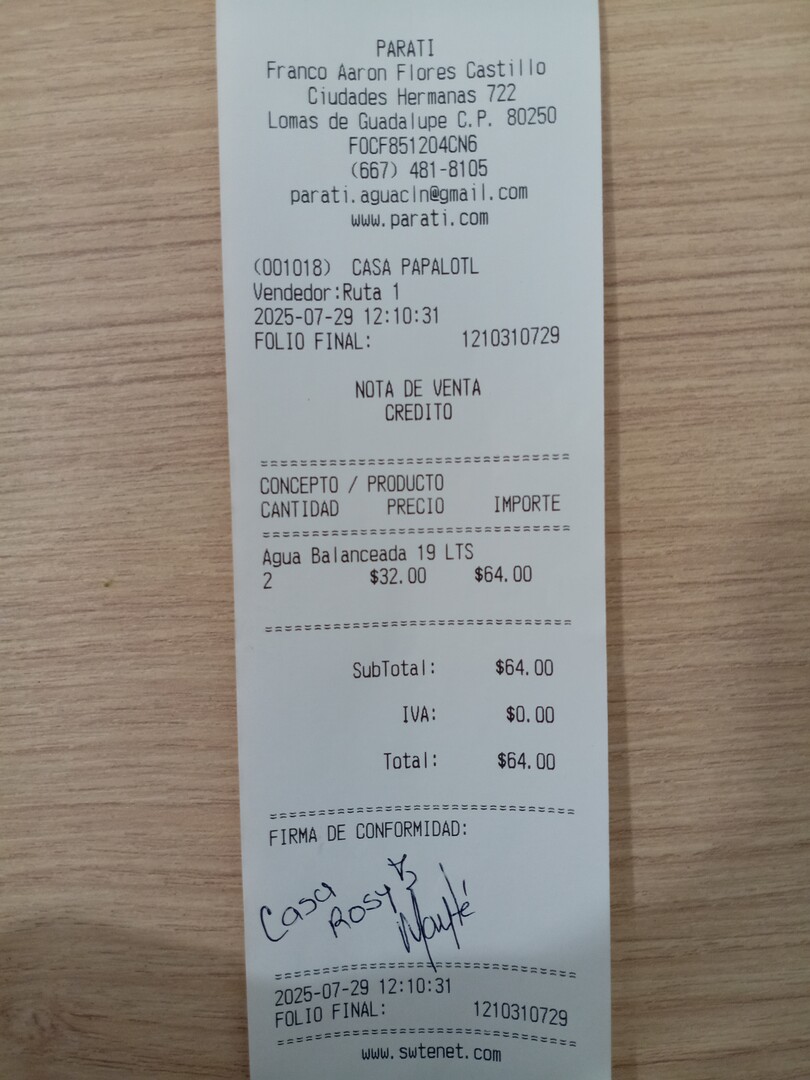 PARATI
Franco Aaron Flores Castillo
Ciudades Hermanas 722
Lomas de Guadalupe C.P. 80250
FOCF851204CN6
(667) 481-8105
parati.aguacln@gmail.com
www.parati.com
(001018) CASA PAPALOTL
Vendedor:Ruta 1
2025-07-29 12:10:31
FOLIO FINAL: 1210310729
NOTA DE VENTA
CREDITO
==============================
CONCEPTO / PRODUCTO
CANTIDAD PRECIO IMPORTE
==============================
Agua Balanceada 19 LTS
2 $32.00 $64.00
==============================
SubTotal: $64.00
IVA: $0.00
Total: $64.00
==============================
FIRMA DE CONFORMIDAD:
Casa
Rosy
==============================
2025-07-29 12:10:31
FOLIO FINAL: 1210310729
==============================
www.swtenet.com